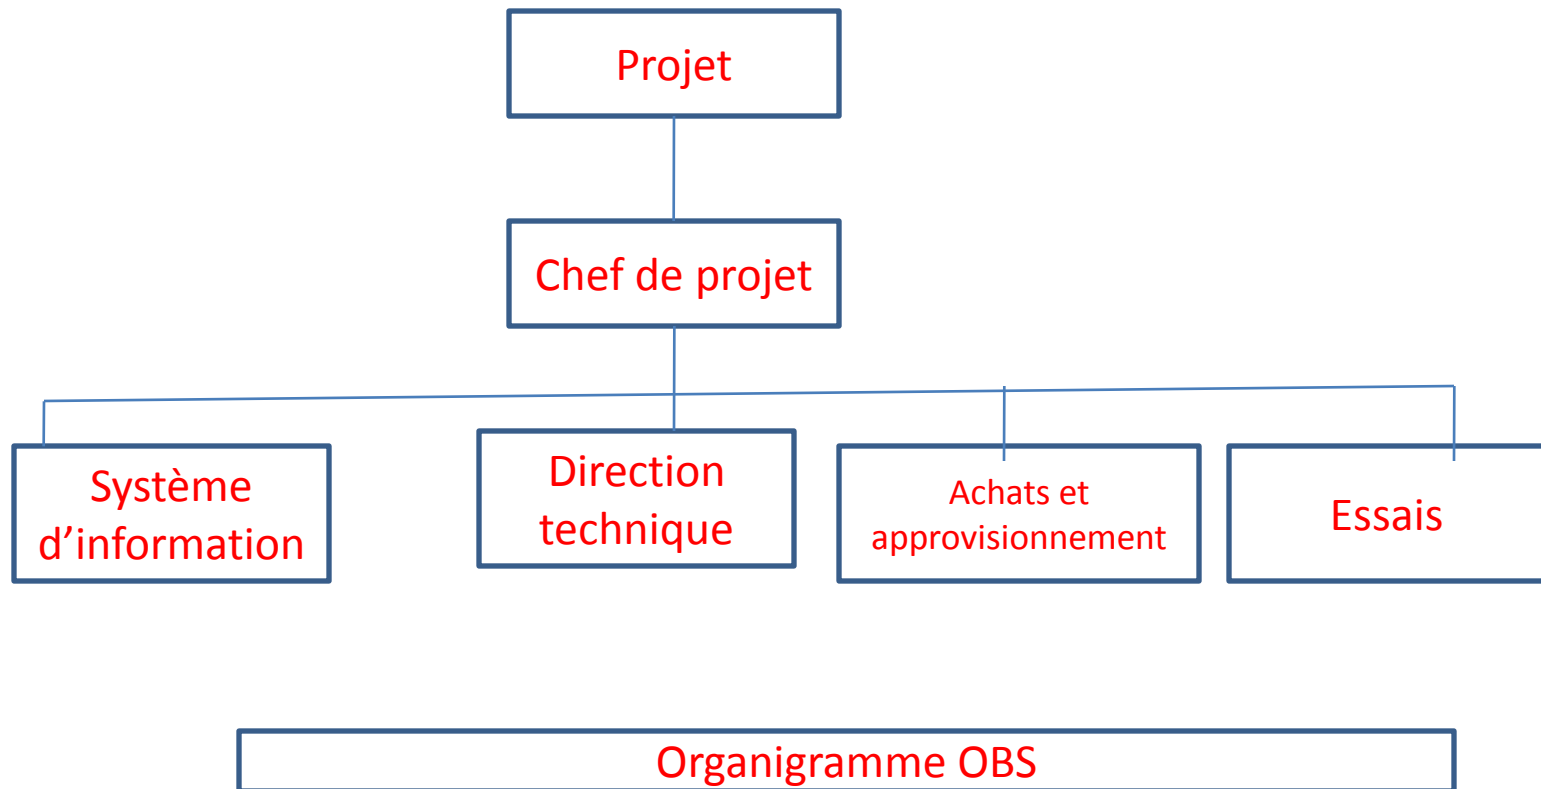 Projet
Chef de projet
Système
d’information
Direction
technique
Achats et
approvisionnement
Essais
Organigramme OBS